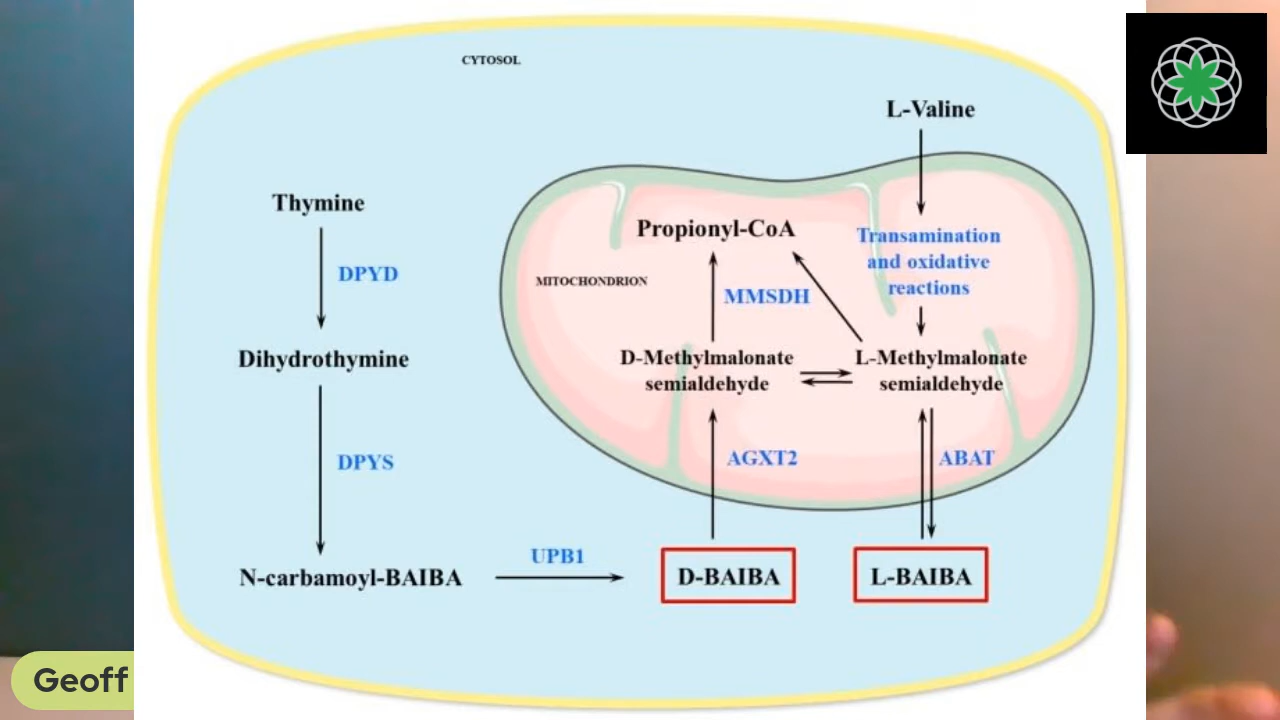 CYTOSOL
L-Valine
Thymine
DPYD
Dihydrothymine
DPYS
N-carbamoyl-BAIBA
UPB1
MITOCHONDRION
Propionyl-CoA
MMSDH
Transamination
and oxidative
reactions
D-Methylmalonate
semialdehyde
L-Methylmalonate
semialdehyde
AGXT2
ABAT
D-BAIBA
L-BAIBA
Geoff